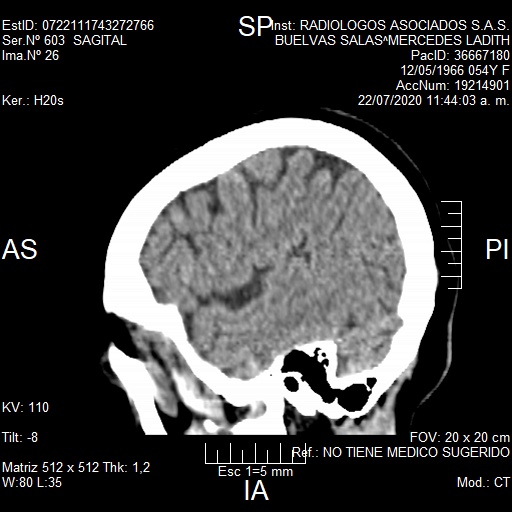 EstID: 0722111743272766
Ser.Nº 603 SAGITAL
Ima.Nº 26
Ker.: H20s
SP
Inst: RADIOLOGOS ASOCIADOS S.A.S.
BUELVAS SALAS^MERCEDES LADITH
PacID: 36667180
12/05/1966 054Y F
AccNum: 19214901
22/07/2020 11:44:03 a. m.
AS
PI
KV: 110
Tilt: -8
Matriz 512 x 512 Thk: 1,2
W:80 L:35
Esc 1=5 mm
IA
FOV: 20 x 20 cm
Ref.: NO TIENE MEDICO SUGERIDO
Mod.: CT